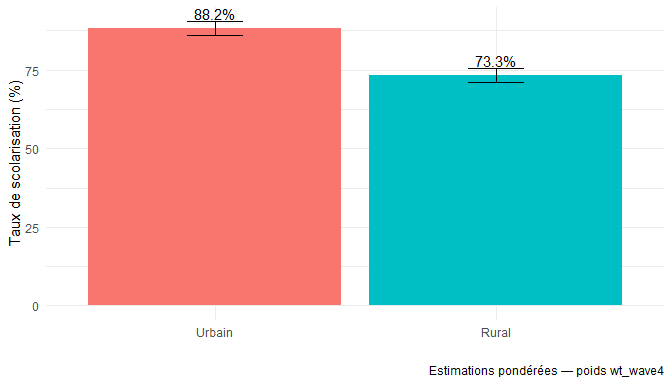 88.2%
73.3%
Taux de scolarisation (%)
75
50
25
0
Urbain
Rural
Estimations pondérées — poids wt_wave4